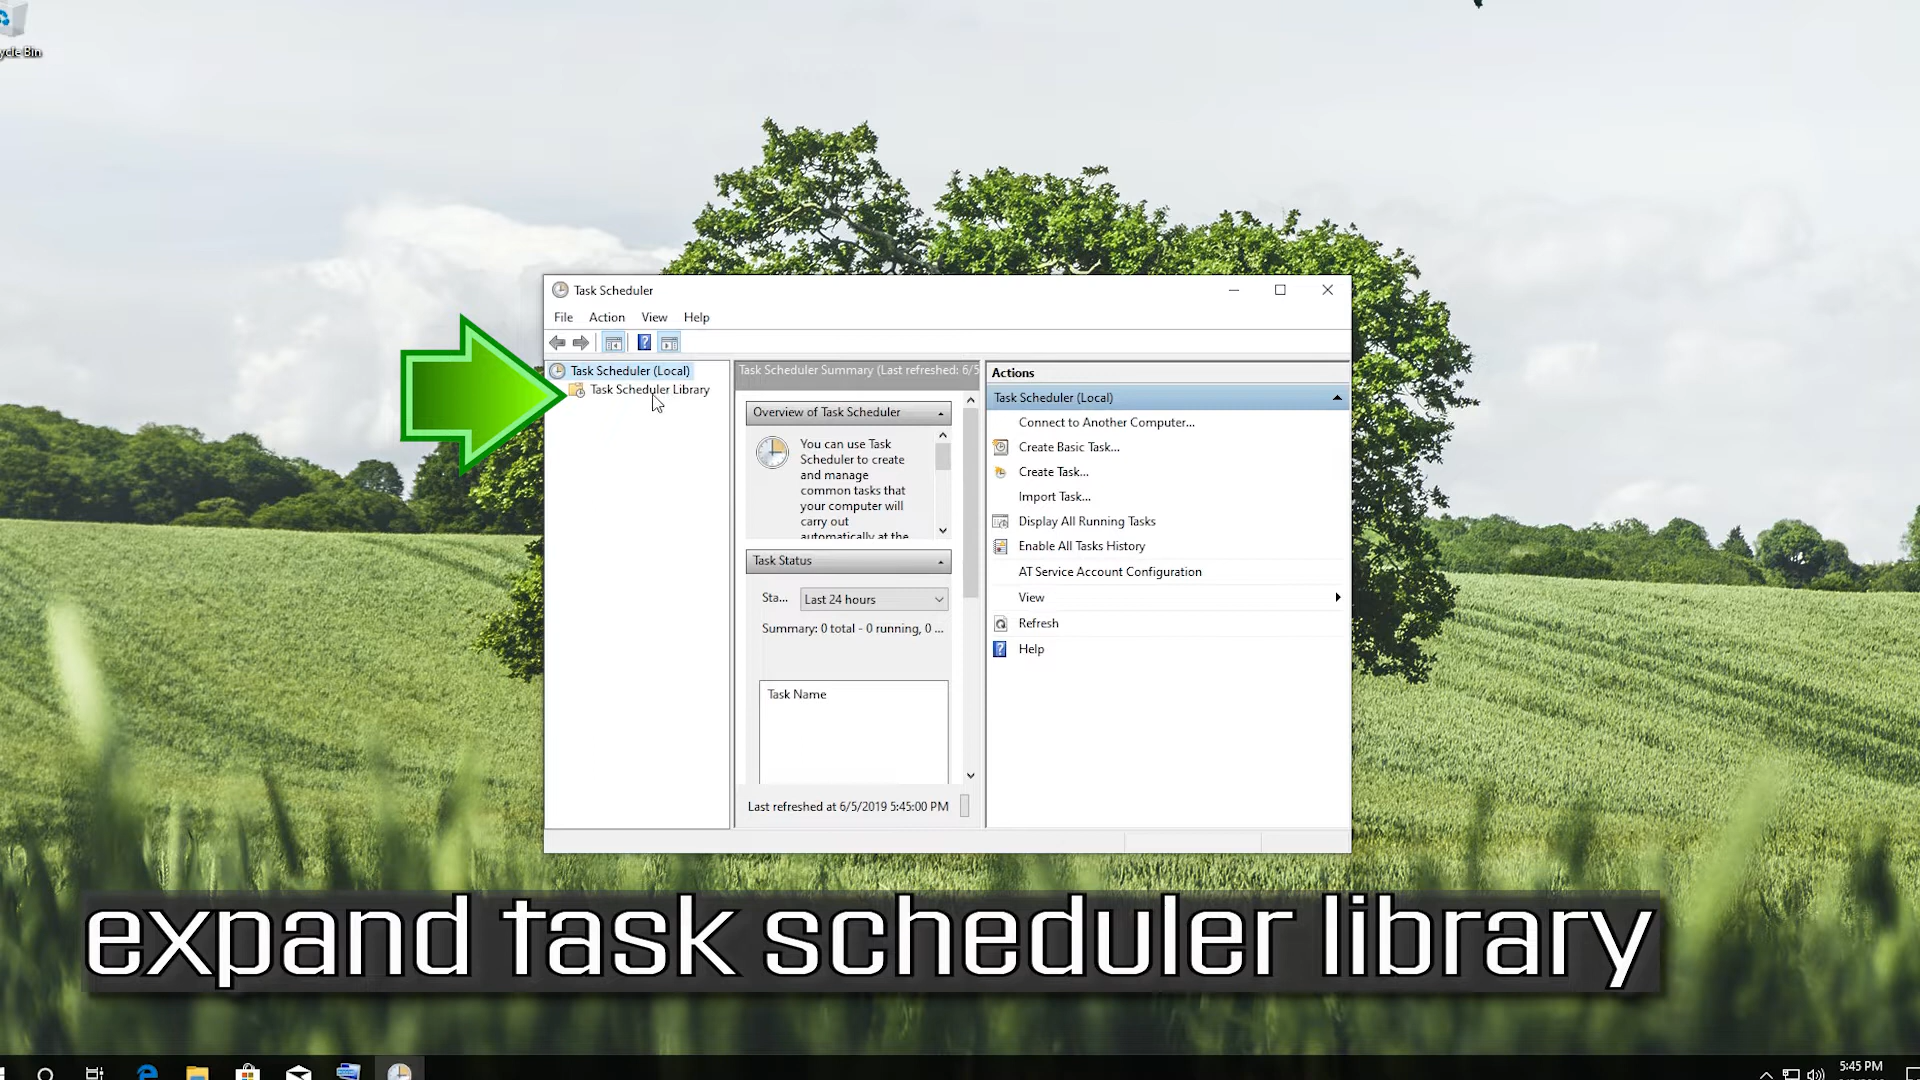 ycle Bin
Task Scheduler
File Action View Help
Task Scheduler (Local)
Task Scheduler Library
Task Scheduler Summary (Last refreshed: 6/5
Overview of Task Scheduler
You can use Task
Scheduler to create
and manage
common tasks that
your computer will
carry out
automatically at the
Task Status
Sta... Last 24 hours
Summary: 0 total - 0 running, 0 ...
Task Name
Last refreshed at 6/5/2019 5:45:00 PM
Actions
Task Scheduler (Local)
Connect to Another Computer...
Create Basic Task...
Create Task...
Import Task...
Display All Running Tasks
Enable All Tasks History
AT Service Account Configuration
View
Refresh
Help
expand task scheduler library
5:45 PM